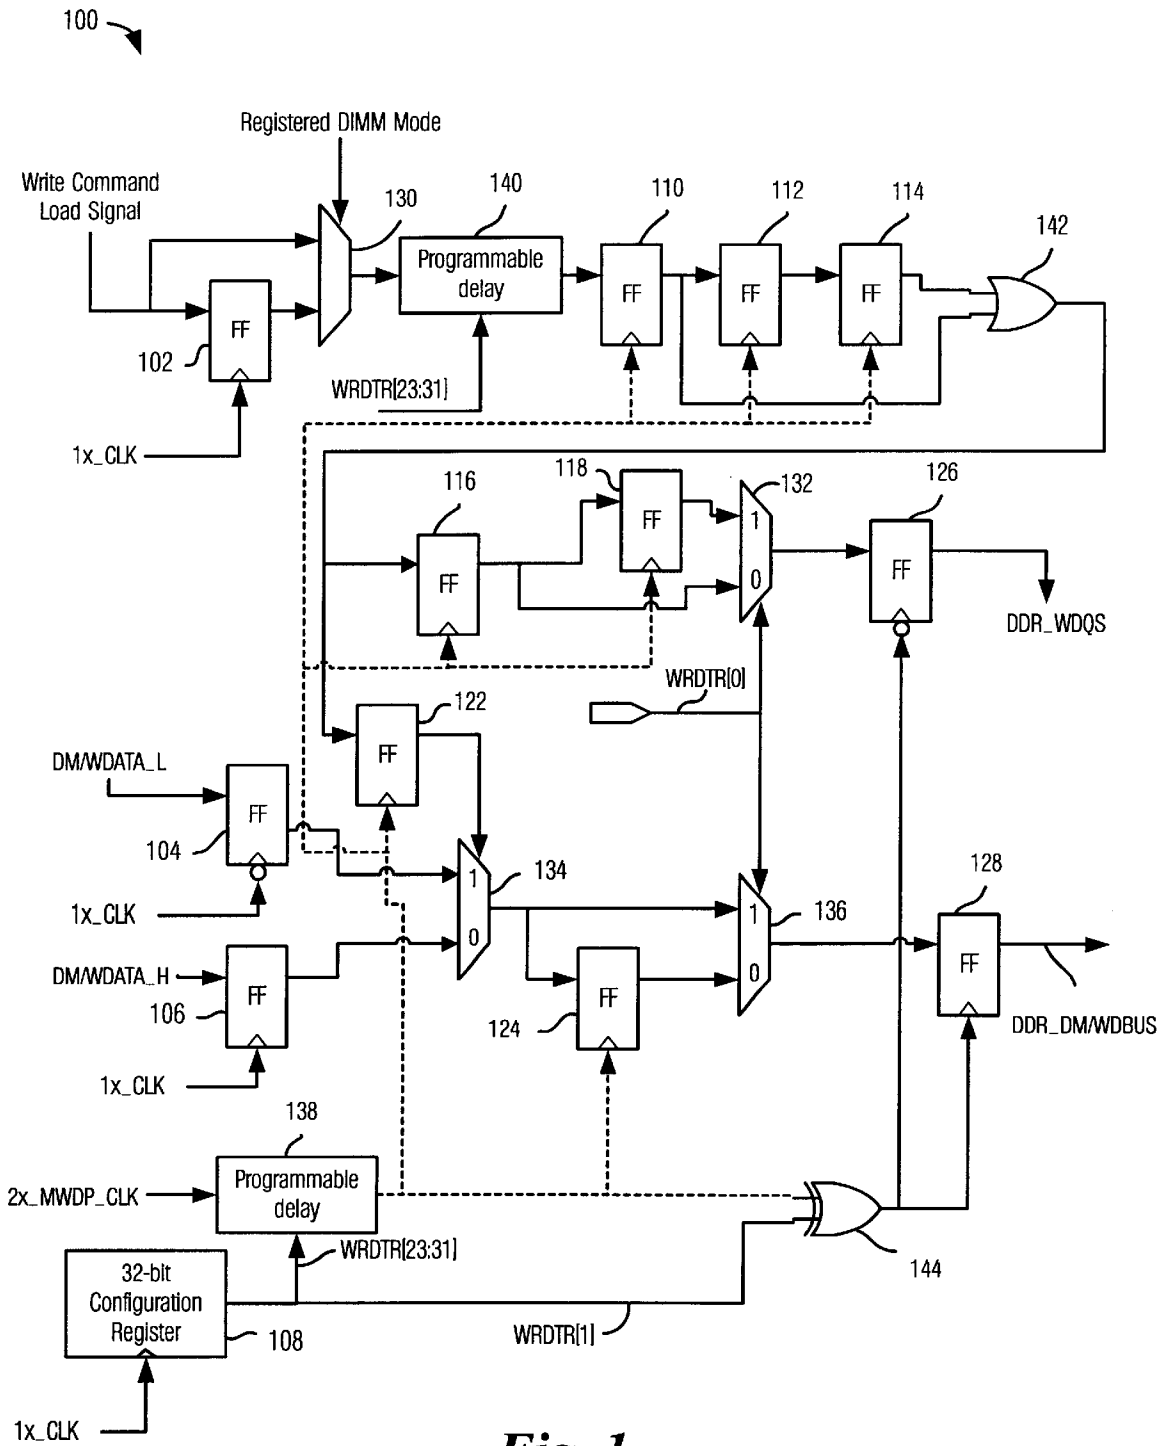 100
Registered DIMM Mode
Write Command
Load Signal
130
140
110
112
114
142
Programmable
delay
FF
FF
FF
FF
102
WRDTR[23:31]
1x_CLK
116
118
132
126
FF
FF
1
0
FF
DDR_WDQS
WRDTR[0]
122
FF
DM/WDATA_L
FF
104
1x_CLK
134
1
0
136
1
0
128
FF
DM/WDATA_H
FF
106
124
FF
DDR_DM/WDBUS
1x_CLK
138
2x_MWDP_CLK
Programmable
delay
WRDTR[23:31]
144
32-bit
Configuration
Register
108
WRDTR[1]
1x_CLK